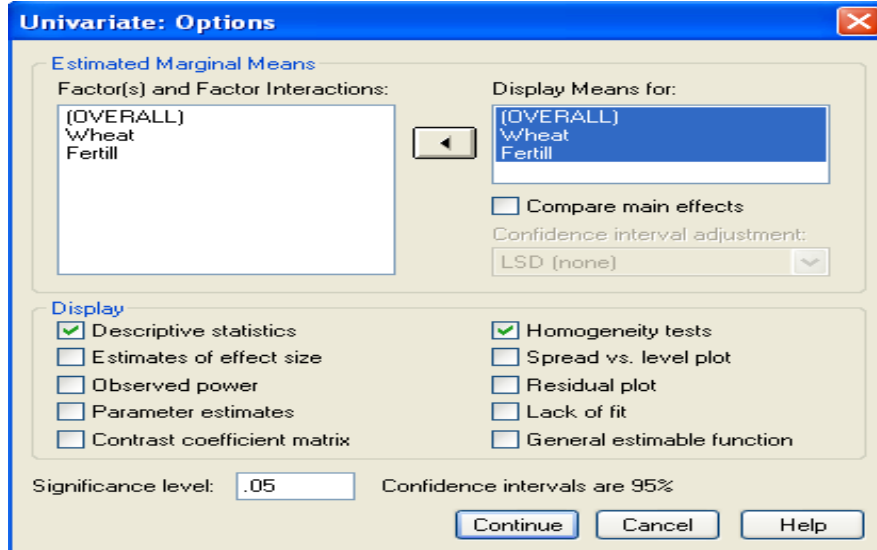 Univariate: Options
Estimated Marginal Means
Factor(s) and Factor Interactions:
(OVERALL)
Wheat
Fertill
Display Means for:
(OVERALL)
Wheat
Fertill
Compare main effects
Confidence interval adjustment:
LSD (none)
Display
Descriptive statistics
Estimates of effect size
Observed power
Parameter estimates
Contrast coefficient matrix
Homogeneity tests
Spread vs. level plot
Residual plot
Lack of fit
General estimable function
Significance level: .05 Confidence intervals are 95%
Continue Cancel Help